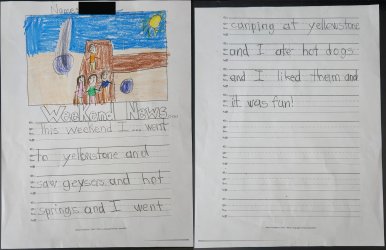 Name:
Weekend News...
This weekend I... went
to yellowstone and
saw geysers and hot
springs and I went
camping at yellowstone
and I ate hot dogs
and I liked them and
it was fun!